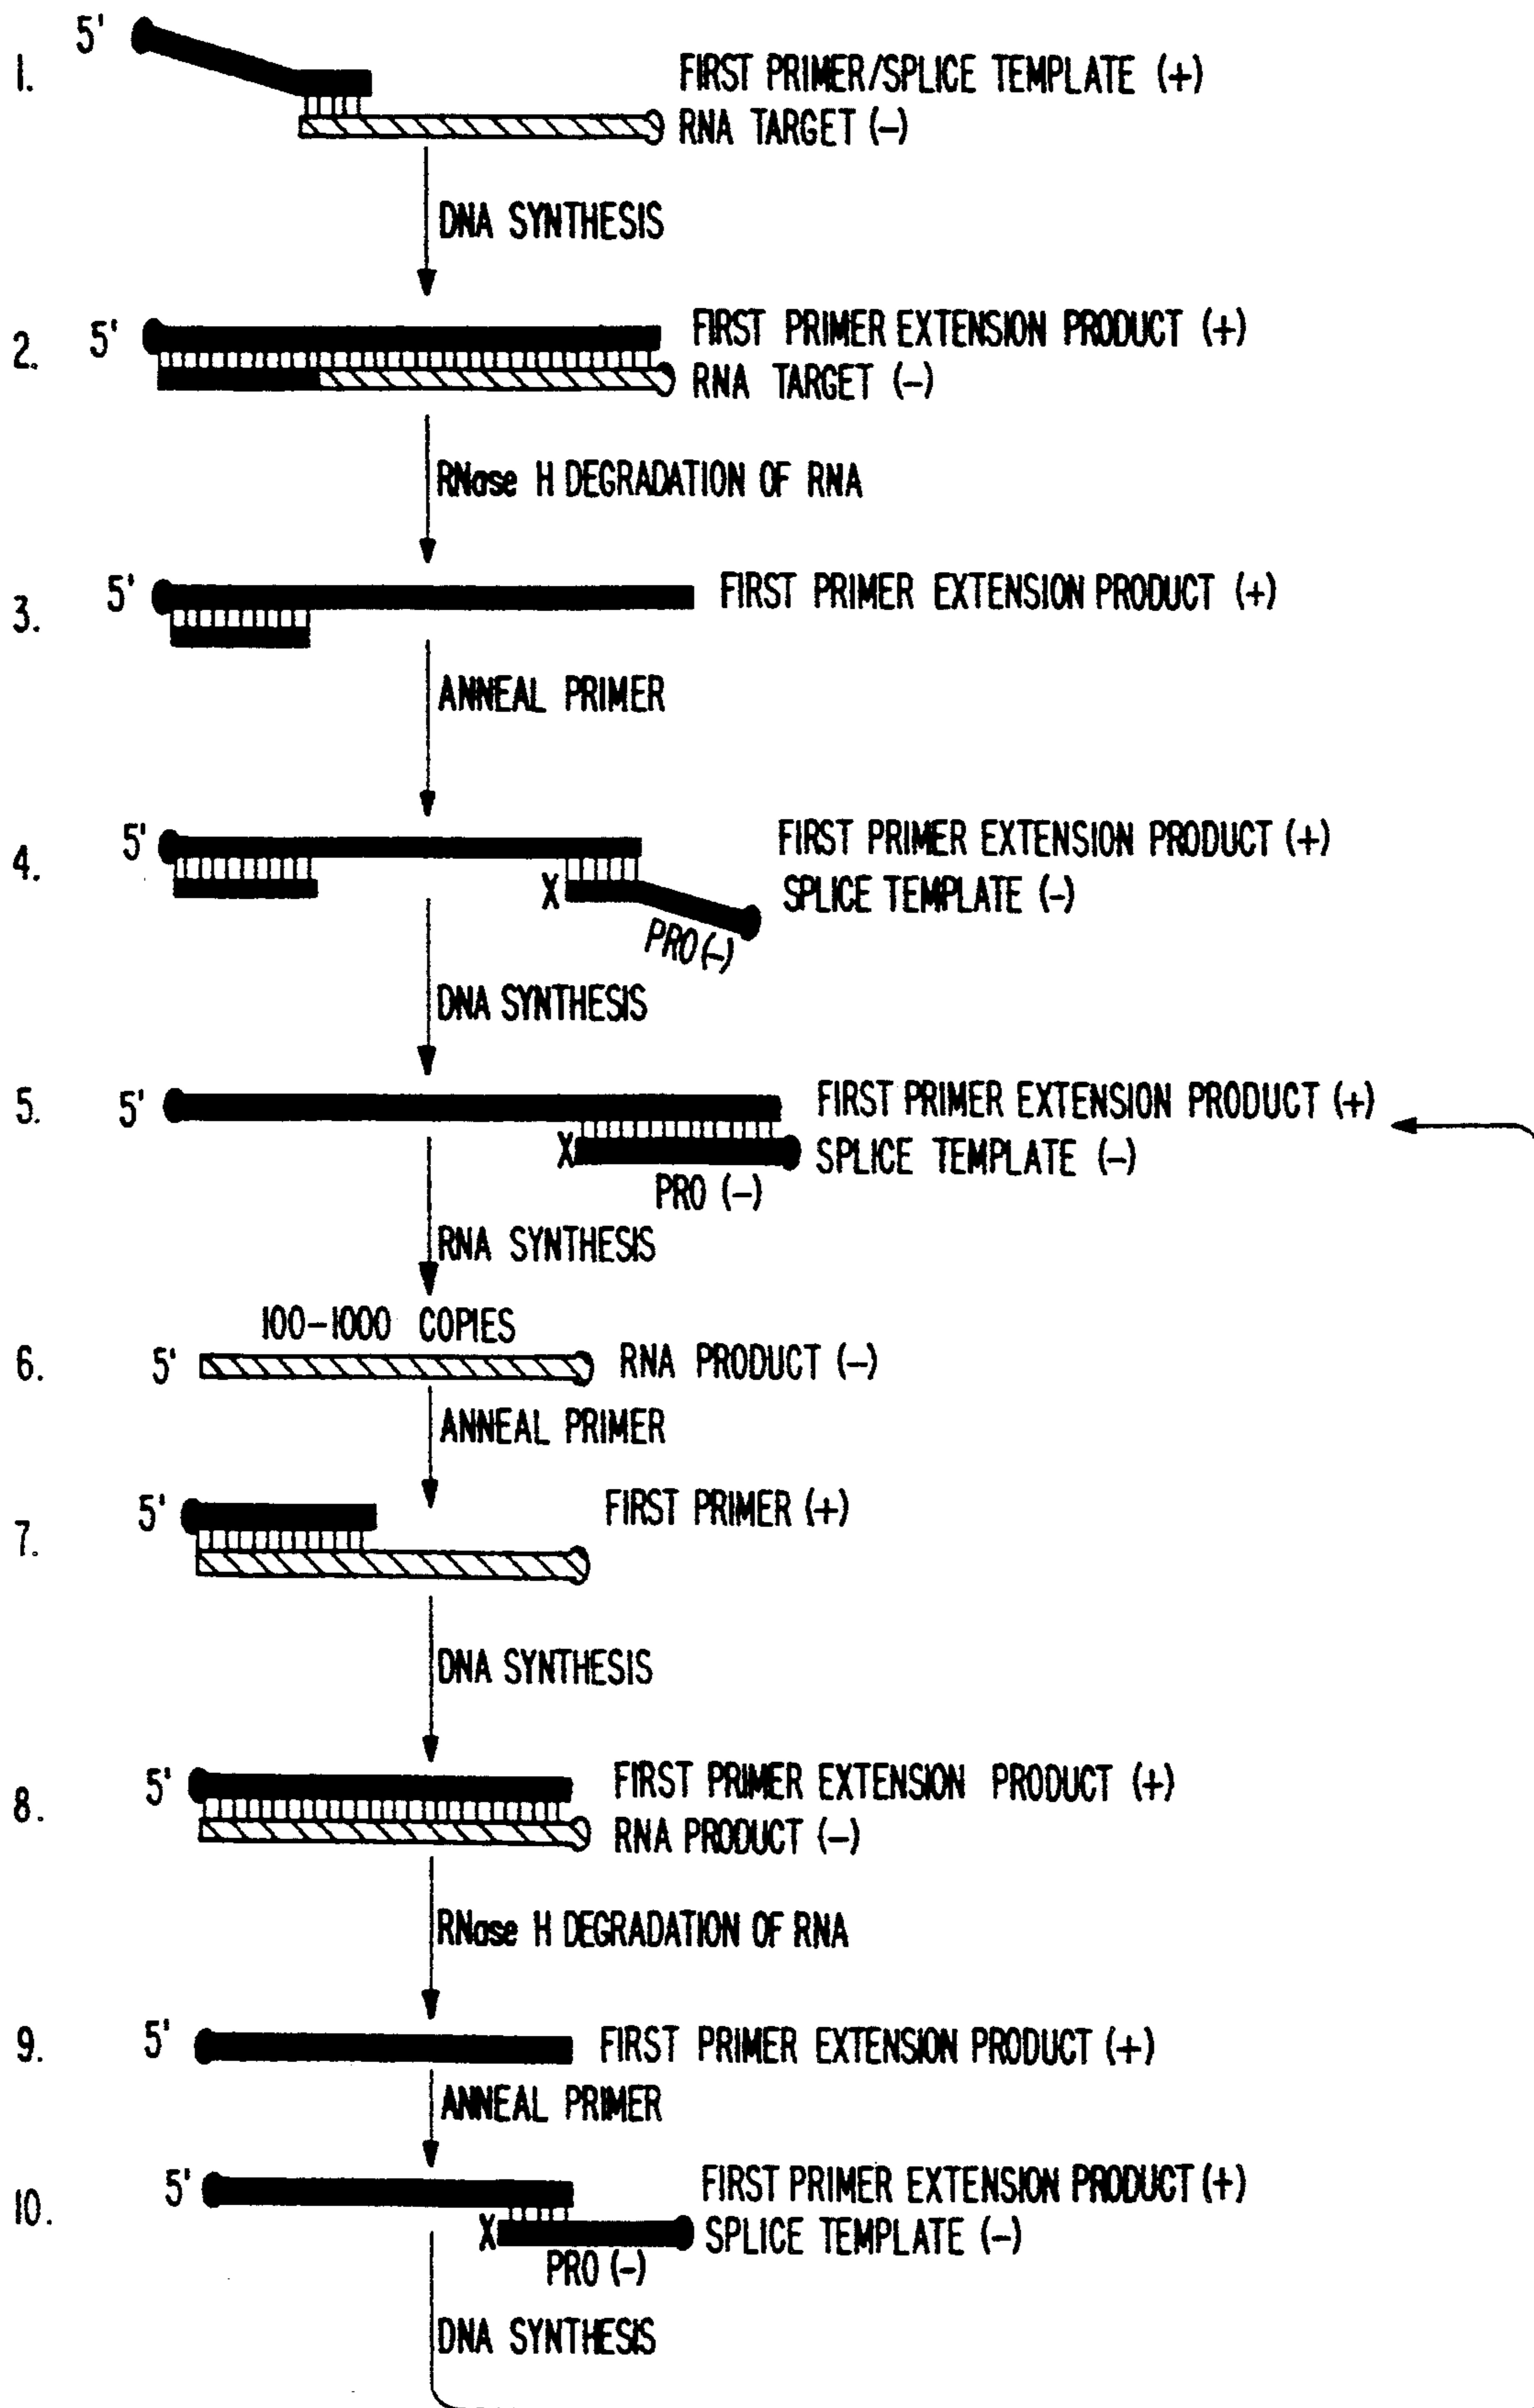 1.
5'
FIRST PRIMER/SPLICE TEMPLATE (+)
RNA TARGET (−)
DNA SYNTHESIS
2.
5'
FIRST PRIMER EXTENSION PRODUCT (+)
RNA TARGET (−)
RNase H DEGRADATION OF RNA
3.
5'
FIRST PRIMER EXTENSION PRODUCT (+)
ANNEAL PRIMER
4.
5'
FIRST PRIMER EXTENSION PRODUCT (+)
X
SPLICE TEMPLATE (−)
PRO (−)
DNA SYNTHESIS
5.
5'
FIRST PRIMER EXTENSION PRODUCT (+)
X
SPLICE TEMPLATE (−)
PRO (−)
RNA SYNTHESIS
100−1000 COPIES
6.
5'
RNA PRODUCT (−)
ANNEAL PRIMER
7.
5'
FIRST PRIMER (+)
DNA SYNTHESIS
8.
5'
FIRST PRIMER EXTENSION PRODUCT (+)
RNA PRODUCT (−)
RNase H DEGRADATION OF RNA
9.
5'
FIRST PRIMER EXTENSION PRODUCT (+)
ANNEAL PRIMER
10.
5'
FIRST PRIMER EXTENSION PRODUCT (+)
X
SPLICE TEMPLATE (−)
PRO (−)
DNA SYNTHESIS